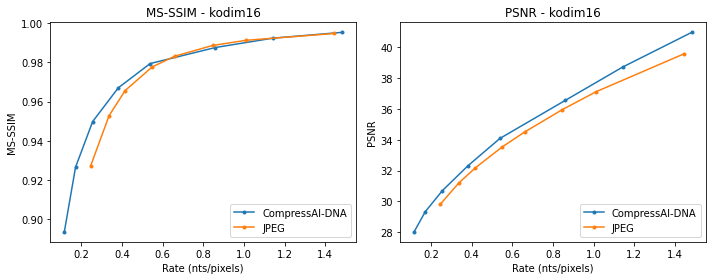 MS-SSIM - kodim16
MS-SSIM
1.00
0.98
0.96
0.94
0.92
0.90
0.2 0.4 0.6 0.8 1.0 1.2 1.4
Rate (nts/pixels)
CompressAI-DNA
JPEG
PSNR - kodim16
PSNR
40
38
36
34
32
30
28
0.2 0.4 0.6 0.8 1.0 1.2 1.4
Rate (nts/pixels)
CompressAI-DNA
JPEG